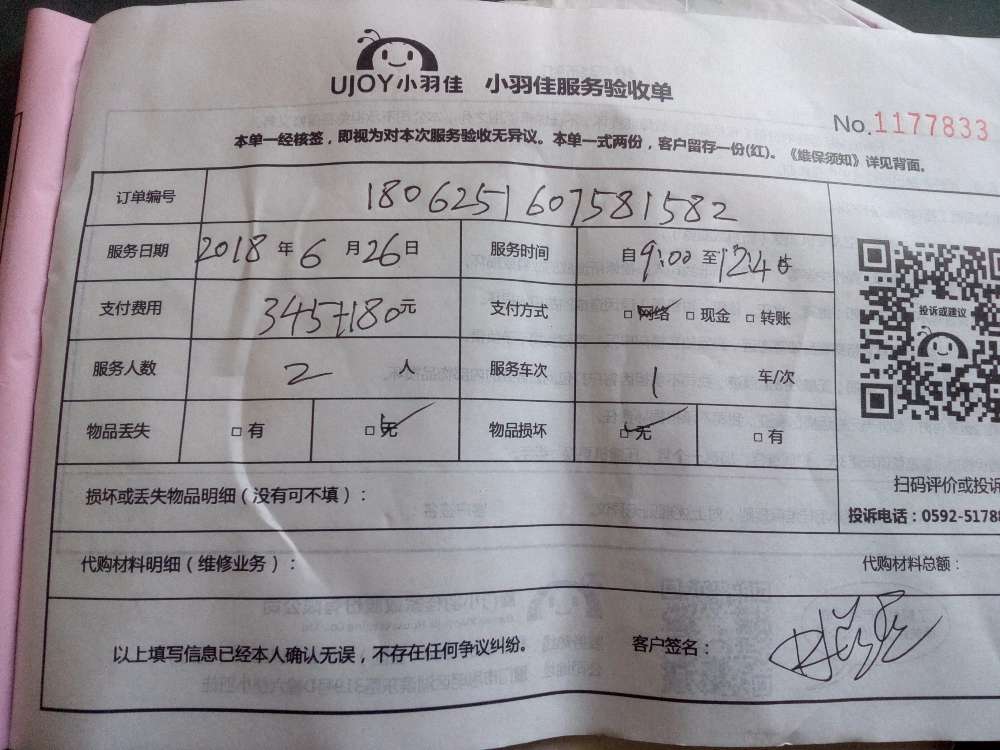 UJOY小羽佳 小羽佳服务验收单
No.1177833
本单一经核签，即视为对本次服务验收无异议。本单一式两份，客户留存一份(红)。《维保须知》详见背面。
订单编号 1806251607581582
服务日期 2018 年 6 月 26 日 服务时间 自 9:00 至
支付费用 345+180 元 支付方式 □ 网络 □ 现金 □ 转账
投诉或建议
服务人数 2 人 服务车次 1 车/次
物品丢失 □ 有 □ 无 物品损坏 □ 无 □ 有
扫码评价或投诉
损坏或丢失物品明细（没有可不填）：
投诉电话：0592-5178
代购材料明细（维修业务）： 代购材料总额：
以上填写信息已经本人确认无误，不存在任何争议纠纷。 客户签名：